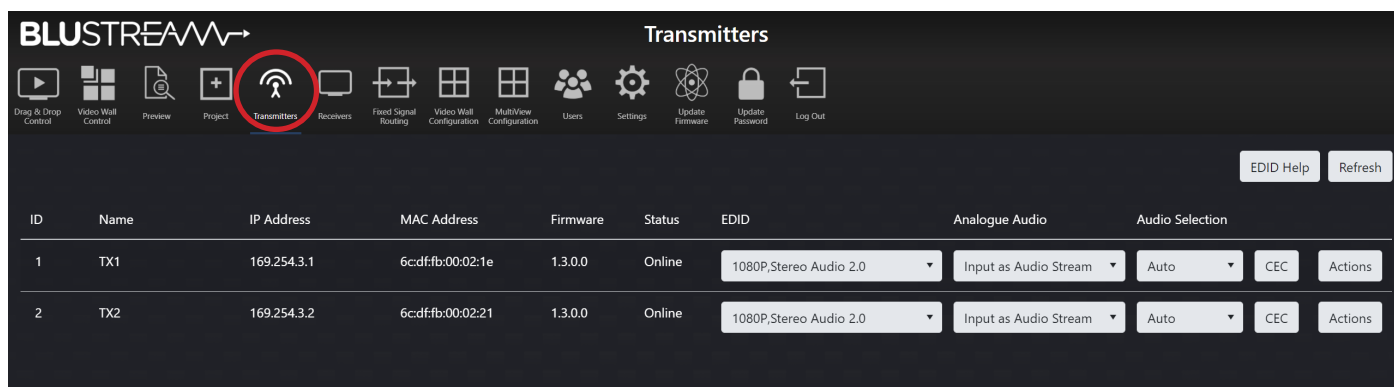 BLUSTREAM
Transmitters
Drag & Drop Control
Video Wall Control
Preview
Project
Transmitters
Receivers
Fixed Signal Routing
Video Wall Configuration
MultiView Configuration
Users
Settings
Update Firmware
Update Password
Log Out
EDID Help Refresh
ID Name IP Address MAC Address Firmware Status EDID Analogue Audio Audio Selection
1 TX1 169.254.3.1 6c:df:fb:00:02:1e 1.3.0.0 Online 1080P,Stereo Audio 2.0 Input as Audio Stream Auto CEC Actions
2 TX2 169.254.3.2 6c:df:fb:00:02:21 1.3.0.0 Online 1080P,Stereo Audio 2.0 Input as Audio Stream Auto CEC Actions